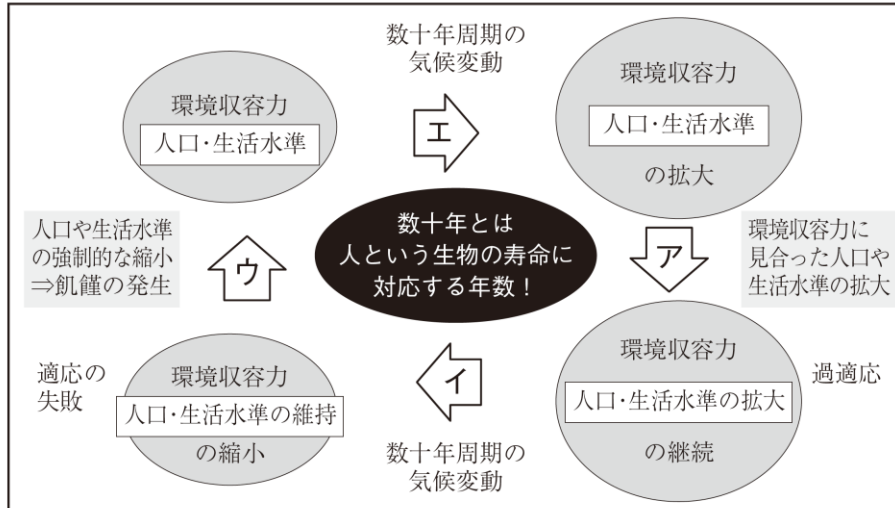 環境収容力
人口・生活水準
数十年周期の
気候変動
エ
環境収容力
人口・生活水準
の拡大
人口や生活水準
の強制的な縮小
⇒飢饉の発生
ウ
数十年とは
人という生物の寿命に
対応する年数！
ア
環境収容力に
見合った人口や
生活水準の拡大
適応の
失敗
環境収容力
人口・生活水準の維持
の縮小
イ
数十年周期の
気候変動
環境収容力
人口・生活水準の拡大
の継続
過適応